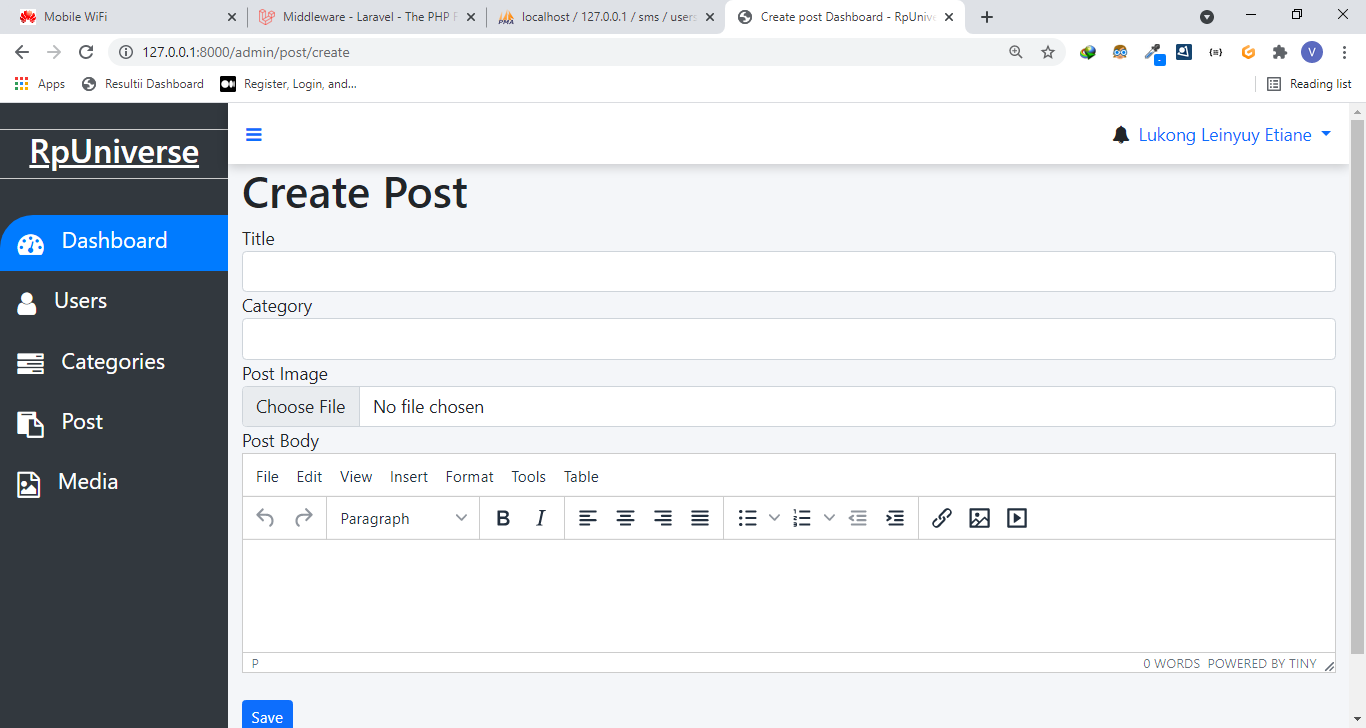 Mobile WiFi
Middleware - Laravel - The PHP F
localhost / 127.0.0.1 / sms / users
Create post Dashboard - RpUnive
127.0.0.1:8000/admin/post/create
V
Apps
Resultii Dashboard
Register, Login, and...
Reading list
RpUniverse
Lukong Leinyuy Etiane
Dashboard
Users
Categories
Post
Media
Create Post
Title
Category
Post Image
Choose File No file chosen
Post Body
File Edit View Insert Format Tools Table
Paragraph B I
P
0 WORDS POWERED BY TINY
Save